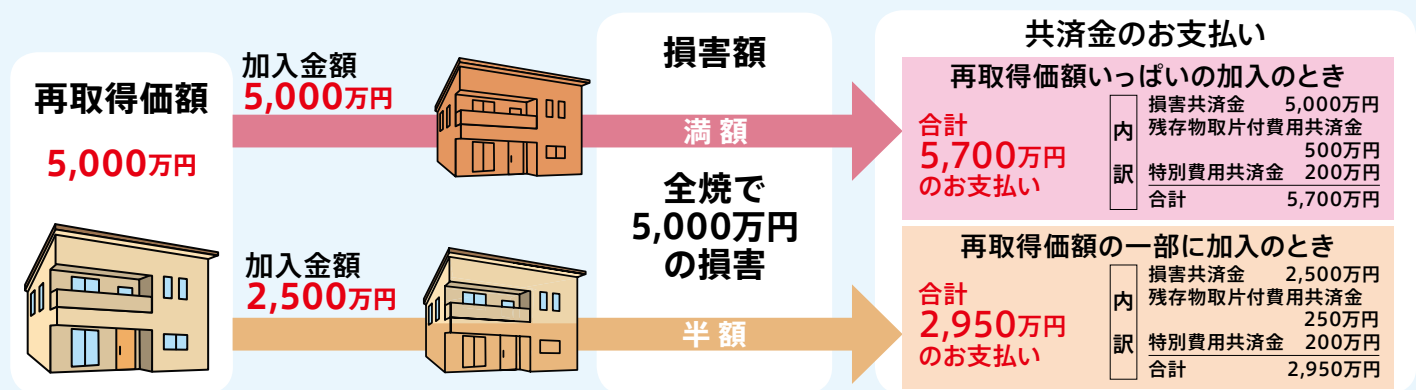 再取得価額
5,000万円
加入金額
5,000万円
加入金額
2,500万円
損害額
満額
全焼で
5,000万円
の損害
半額
共済金のお支払い
再取得価額いっぱいの加入のとき
合計
5,700万円
のお支払い
内訳
損害共済金 5,000万円
残存物取片付費用共済金
500万円
特別費用共済金 200万円
合計 5,700万円
再取得価額の一部に加入のとき
合計
2,950万円
のお支払い
内訳
損害共済金 2,500万円
残存物取片付費用共済金
250万円
特別費用共済金 200万円
合計 2,950万円